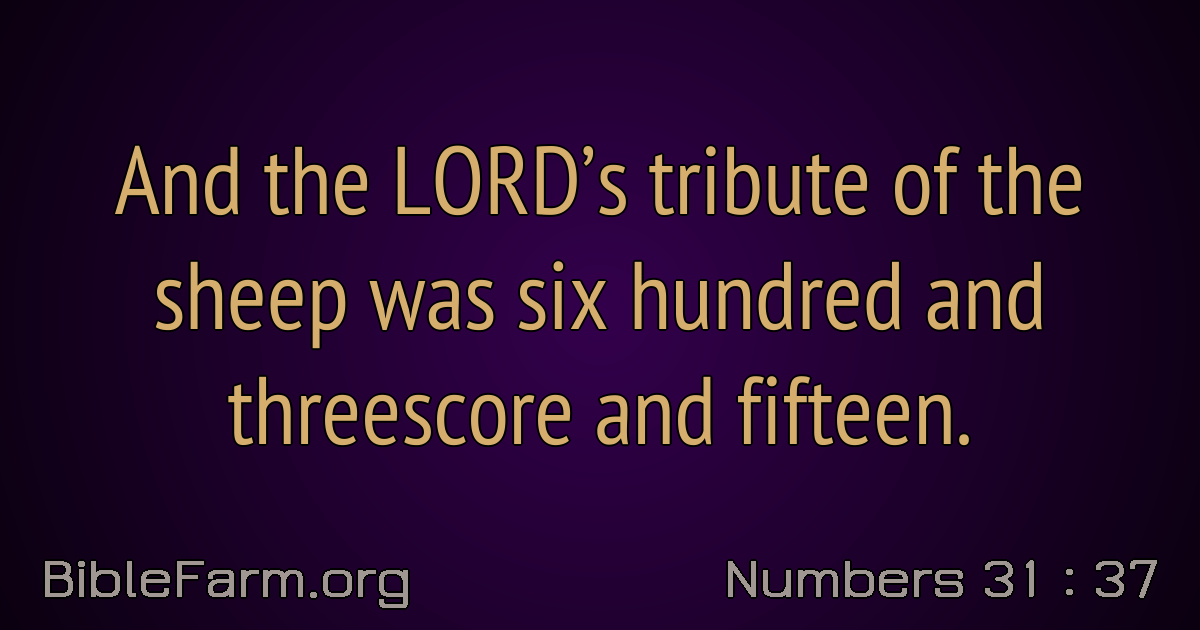 And the LORD’s tribute of the
sheep was six hundred and
threescore and fifteen.
BibleFarm.org
Numbers 31 : 37